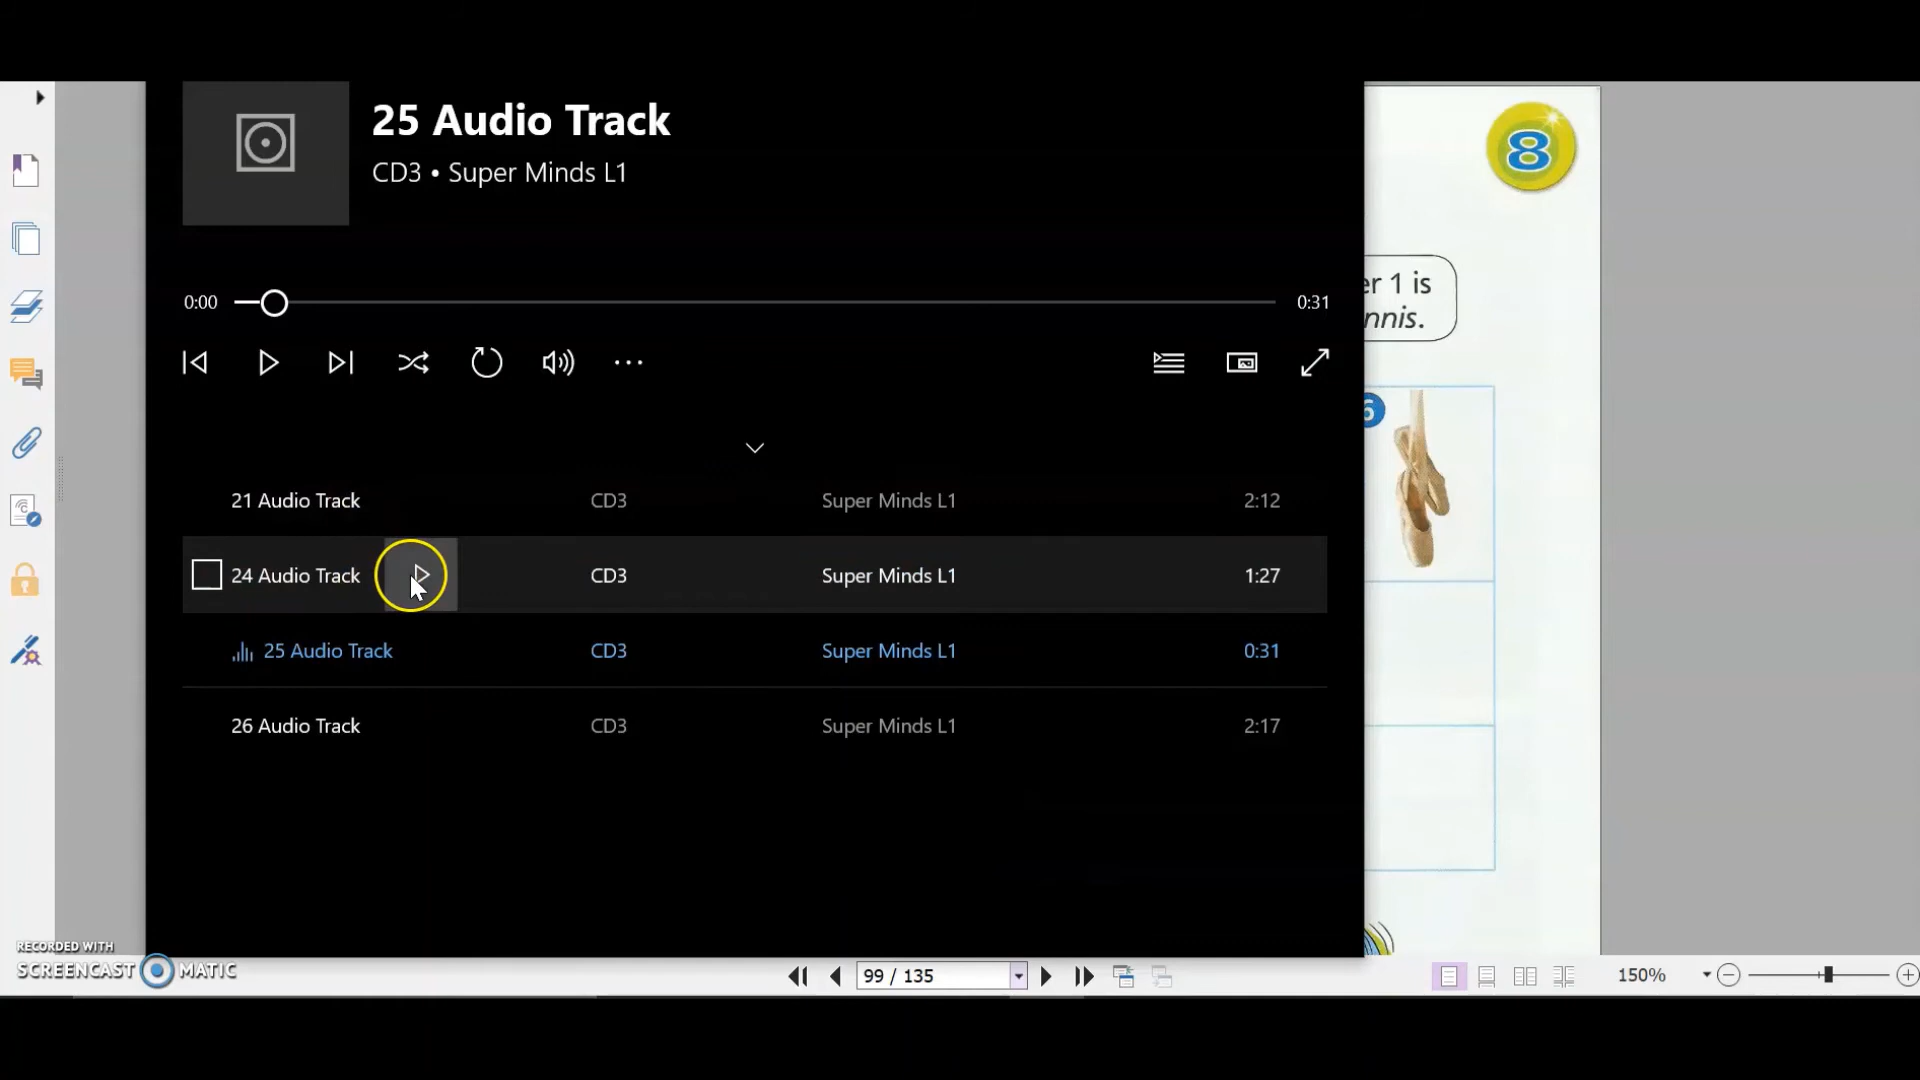 25 Audio Track
CD3 • Super Minds L1
8
er 1 is
nnis.
0:00
0:31
6
21 Audio Track CD3 Super Minds L1 2:12
24 Audio Track CD3 Super Minds L1 1:27
25 Audio Track CD3 Super Minds L1 0:31
26 Audio Track CD3 Super Minds L1 2:17
RECORDED WITH
SCREENCAST MATIC
99 / 135
150%